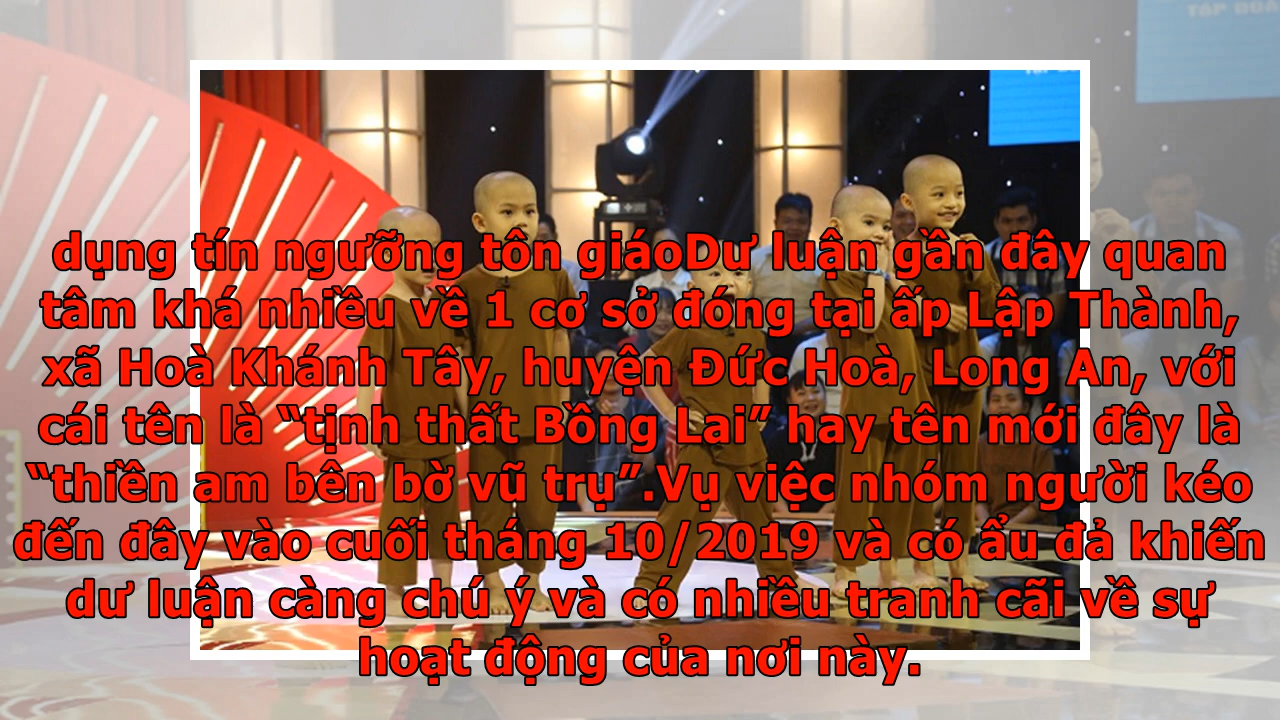 TẬP ĐOÀ
dụng tín ngưỡng tôn giáoDư luận gần đây quan
tâm khá nhiều về 1 cơ sở đóng tại ấp Lập Thành,
xã Hoà Khánh Tây, huyện Đức Hoà, Long An, với
cái tên là “tịnh thất Bồng Lai” hay tên mới đây là
“thiền am bên bờ vũ trụ”.Vụ việc nhóm người kéo
đến đây vào cuối tháng 10/2019 và có ẩu đả khiến
dư luận càng chú ý và có nhiều tranh cãi về sự
hoạt động của nơi này.